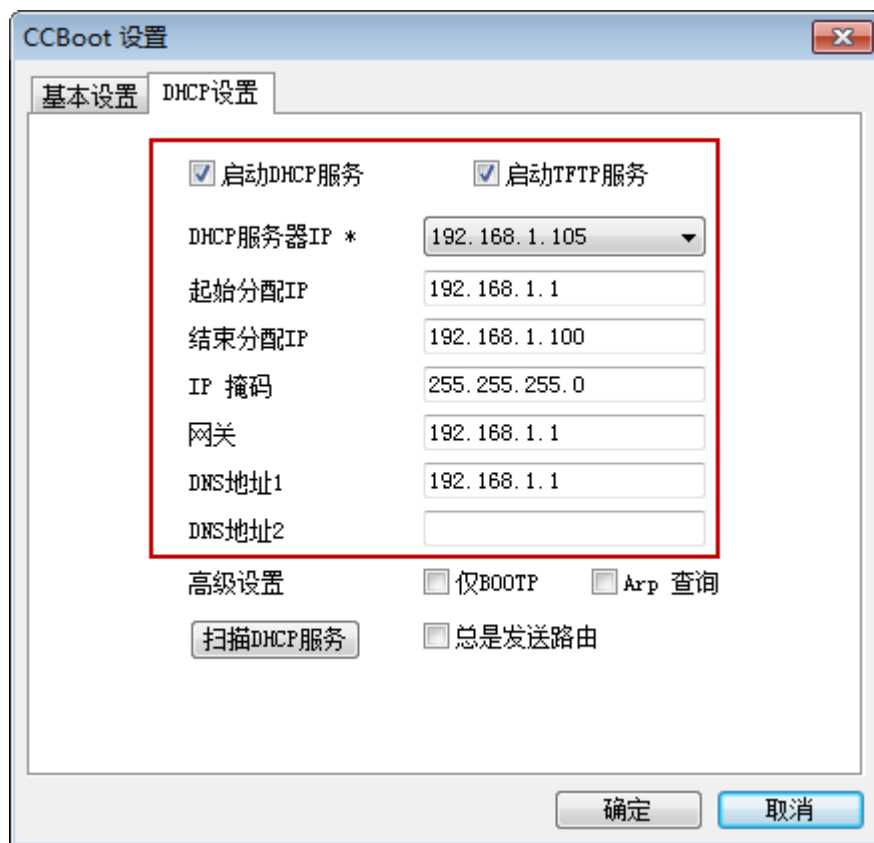 CCBoot 设置
基本设置 DHCP设置
启动DHCP服务 启动TFTP服务
DHCP服务器IP * 192.168.1.105
起始分配IP 192.168.1.1
结束分配IP 192.168.1.100
IP 掩码 255.255.255.0
网关 192.168.1.1
DNS地址1 192.168.1.1
DNS地址2
高级设置 仅BOOTP Arp 查询
扫描DHCP服务 总是发送路由
确定 取消